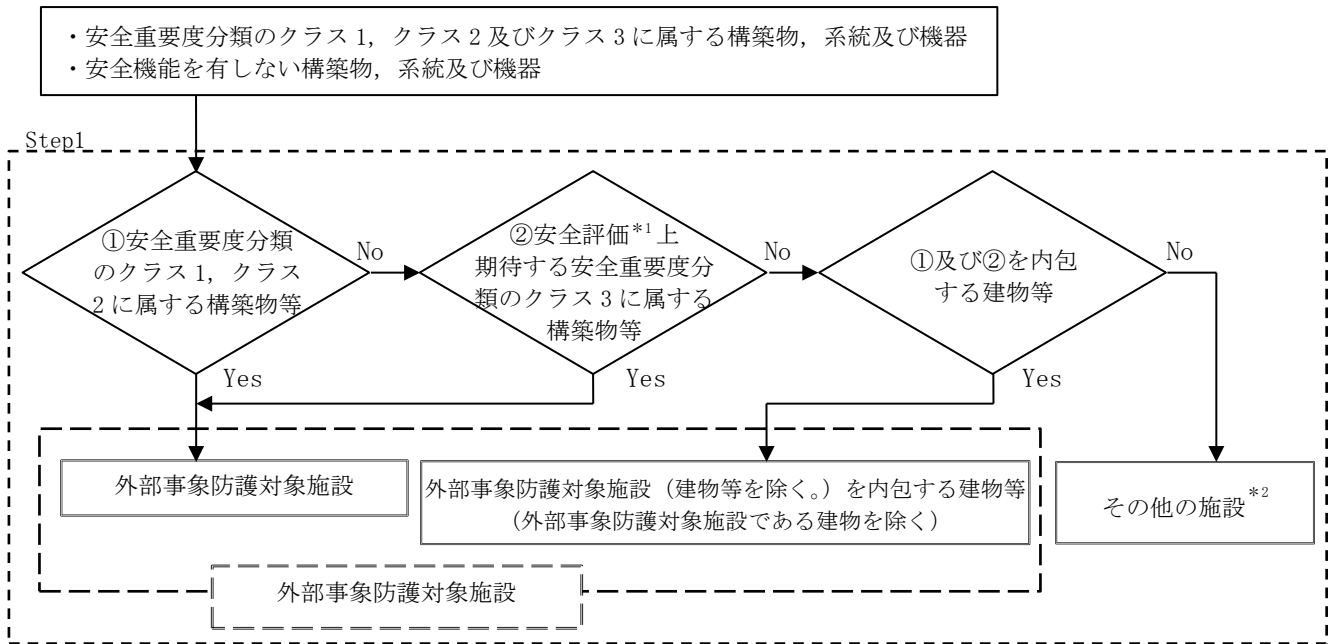 ・安全重要度分類のクラス1，クラス2及びクラス3に属する構築物，系統及び機器
・安全機能を有しない構築物，系統及び機器
Step1
①安全重要度分類
のクラス1，クラス
2に属する構築物等
No
②安全評価*1上
期待する安全重要度分
類のクラス3に属する
構築物等
No
①及び②を内包
する建物等
No
Yes
Yes
Yes
外部事象防護対象施設
外部事象防護対象施設（建物等を除く。）を内包する建物等
（外部事象防護対象施設である建物を除く）
その他の施設*2
外部事象防護対象施設